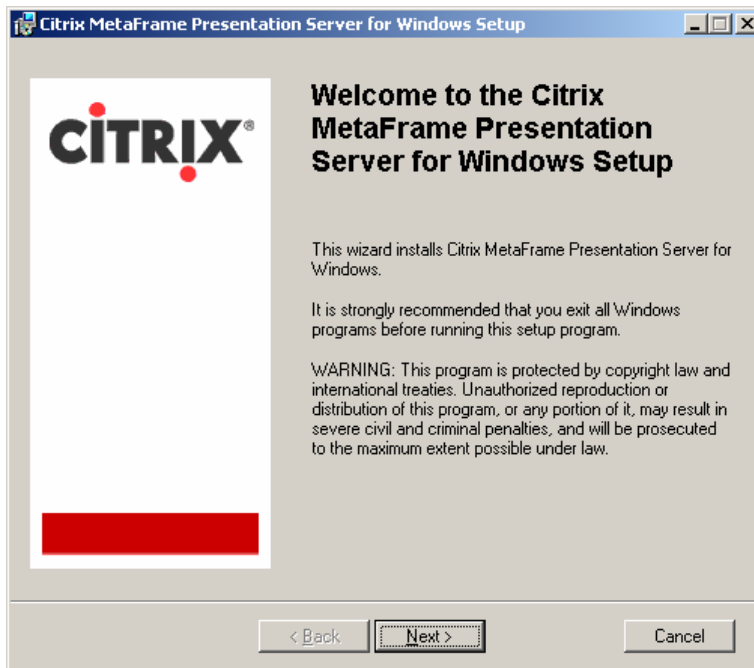 Citrix MetaFrame Presentation Server for Windows Setup
CiTRIX®
Welcome to the Citrix
MetaFrame Presentation
Server for Windows Setup
This wizard installs Citrix MetaFrame Presentation Server for
Windows.
It is strongly recommended that you exit all Windows
programs before running this setup program.
WARNING: This program is protected by copyright law and
international treaties. Unauthorized reproduction or
distribution of this program, or any portion of it, may result in
severe civil and criminal penalties, and will be prosecuted
to the maximum extent possible under law.
< Back
Next >
Cancel